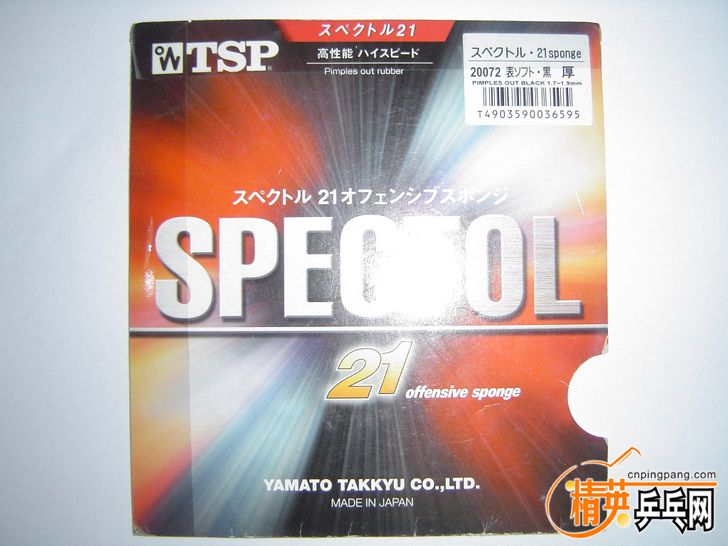 TSP®
スペクトル21
高性能 ハイスピード
Pimples out rubber
スペクトル・21sponge
20072 表ソフト・黒 厚
PIMPLES OUT BLACK 1.7~1.9mm
T4903590036595
スペクトル 21オフェンシブスポンジ
SPECTOL
21 offensive sponge
YAMATO TAKKYU CO.,LTD.
MADE IN JAPAN
cnpingpang.com
精英乒乓网